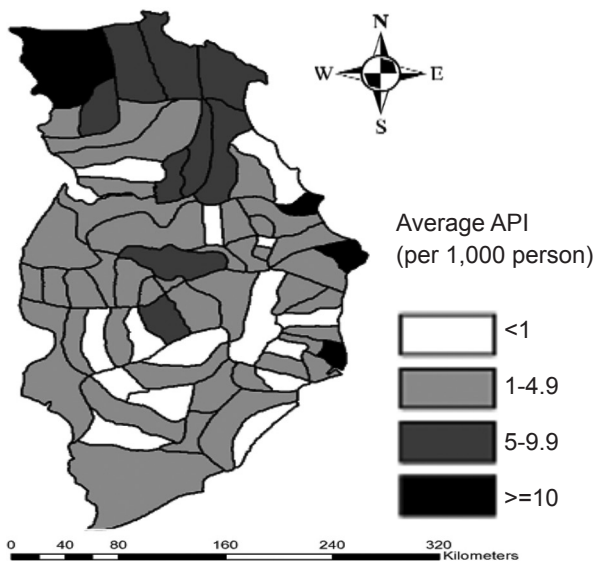 N
W E
S
Average API
(per 1,000 person)
<1
1-4.9
5-9.9
>=10
0 40 80 160 240 320
Kilometers